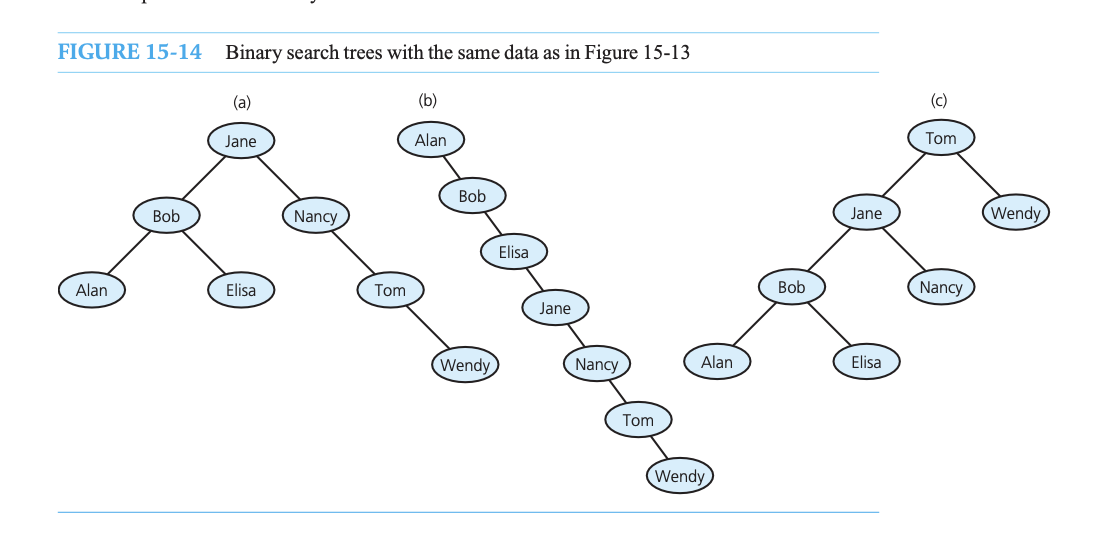 FIGURE 15-14 Binary search trees with the same data as in Figure 15-13
(a) (b) (c)
Jane Alan Tom
Bob
Bob Nancy Jane Wendy
Elisa
Alan Elisa Tom Bob Nancy
Jane
Wendy Nancy Alan Elisa
Tom
Wendy